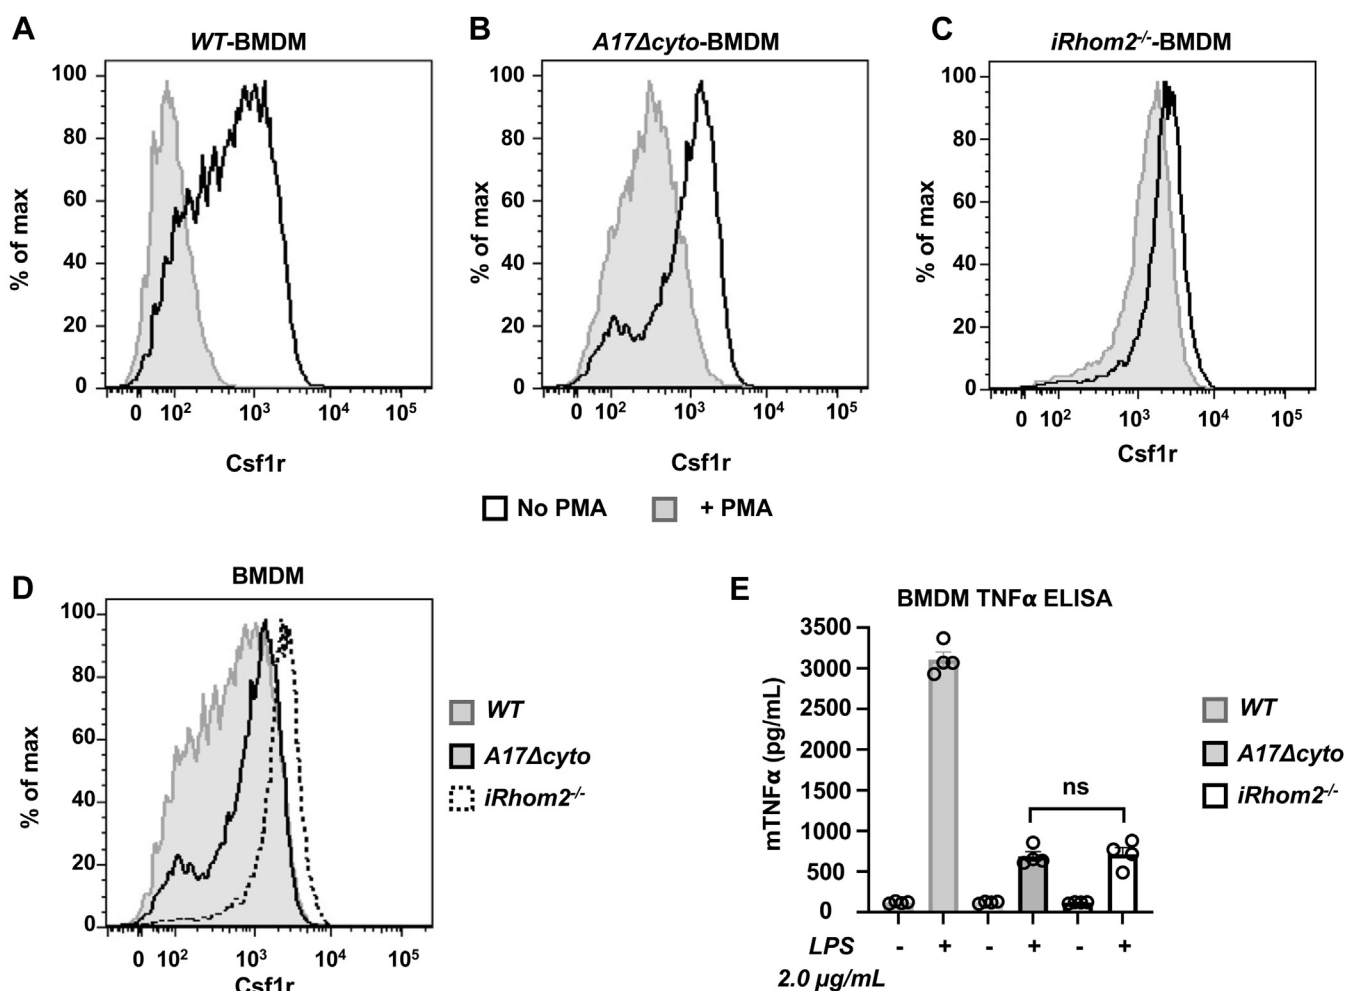 A
WT-BMDM
% of max
100
80
60
40
20
0
0 10² 10³ 10⁴ 10⁵
Csf1r
B
A17Δcyto-BMDM
% of max
100
80
60
40
20
0
0 10² 10³ 10⁴ 10⁵
Csf1r
C
iRhom2⁻/⁻-BMDM
% of max
100
80
60
40
20
0
0 10² 10³ 10⁴ 10⁵
Csf1r
No PMA + PMA
D
BMDM
% of max
100
80
60
40
20
0
0 10² 10³ 10⁴ 10⁵
Csf1r
WT
A17Δcyto
iRhom2⁻/⁻
E
BMDM TNFα ELISA
mTNFα (pg/mL)
3500
3000
2500
2000
1500
1000
500
0
ns
LPS - + - + - +
2.0 µg/mL
WT
A17Δcyto
iRhom2⁻/⁻